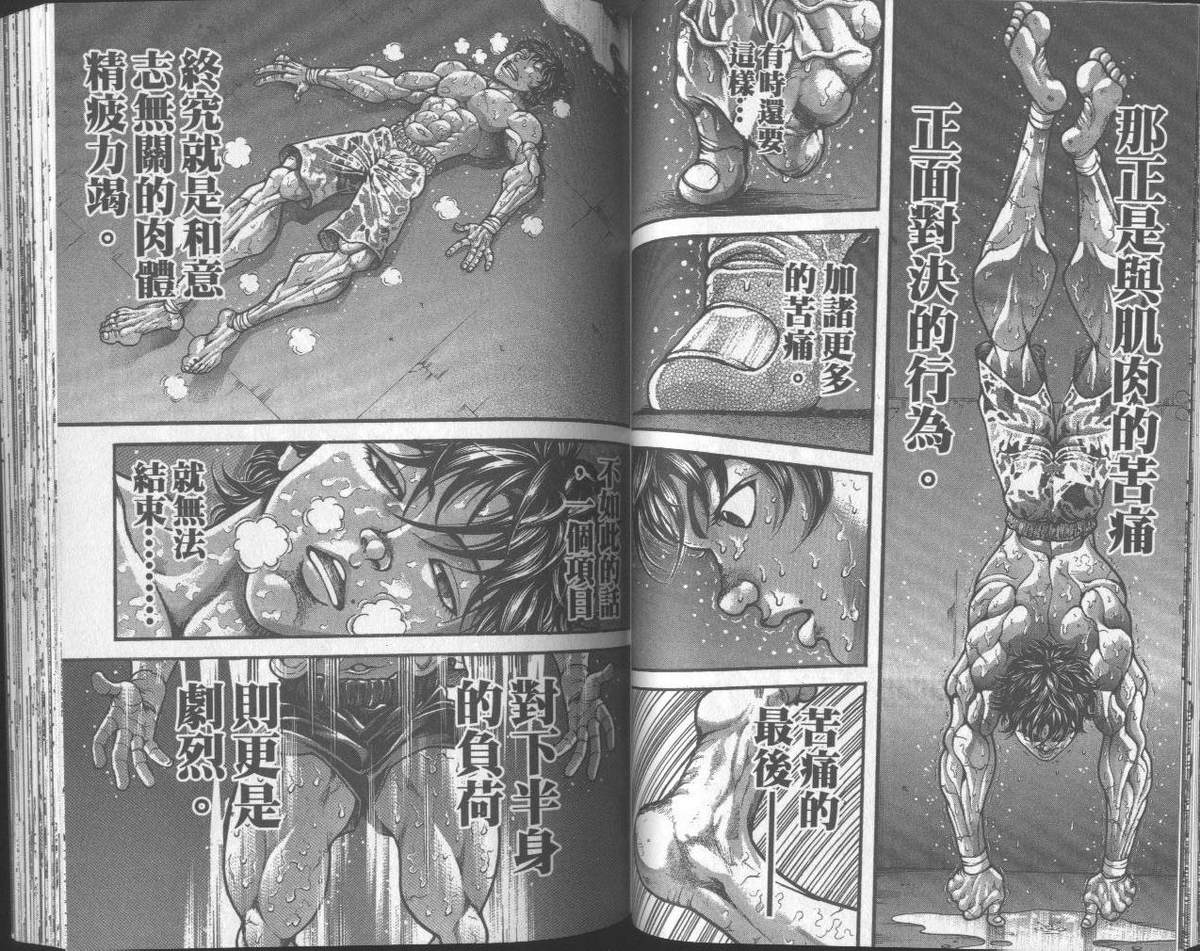 那正是與肌肉的苦痛
正面對決的行為。
有時還要
這樣…
加諸更多
的苦痛。
苦痛的
最後——
終究就是和意
志無關的肉體
精疲力竭。
不如此的話
，一個項目
就無法
結束…………
對下半身
的負荷
則更是
劇烈。